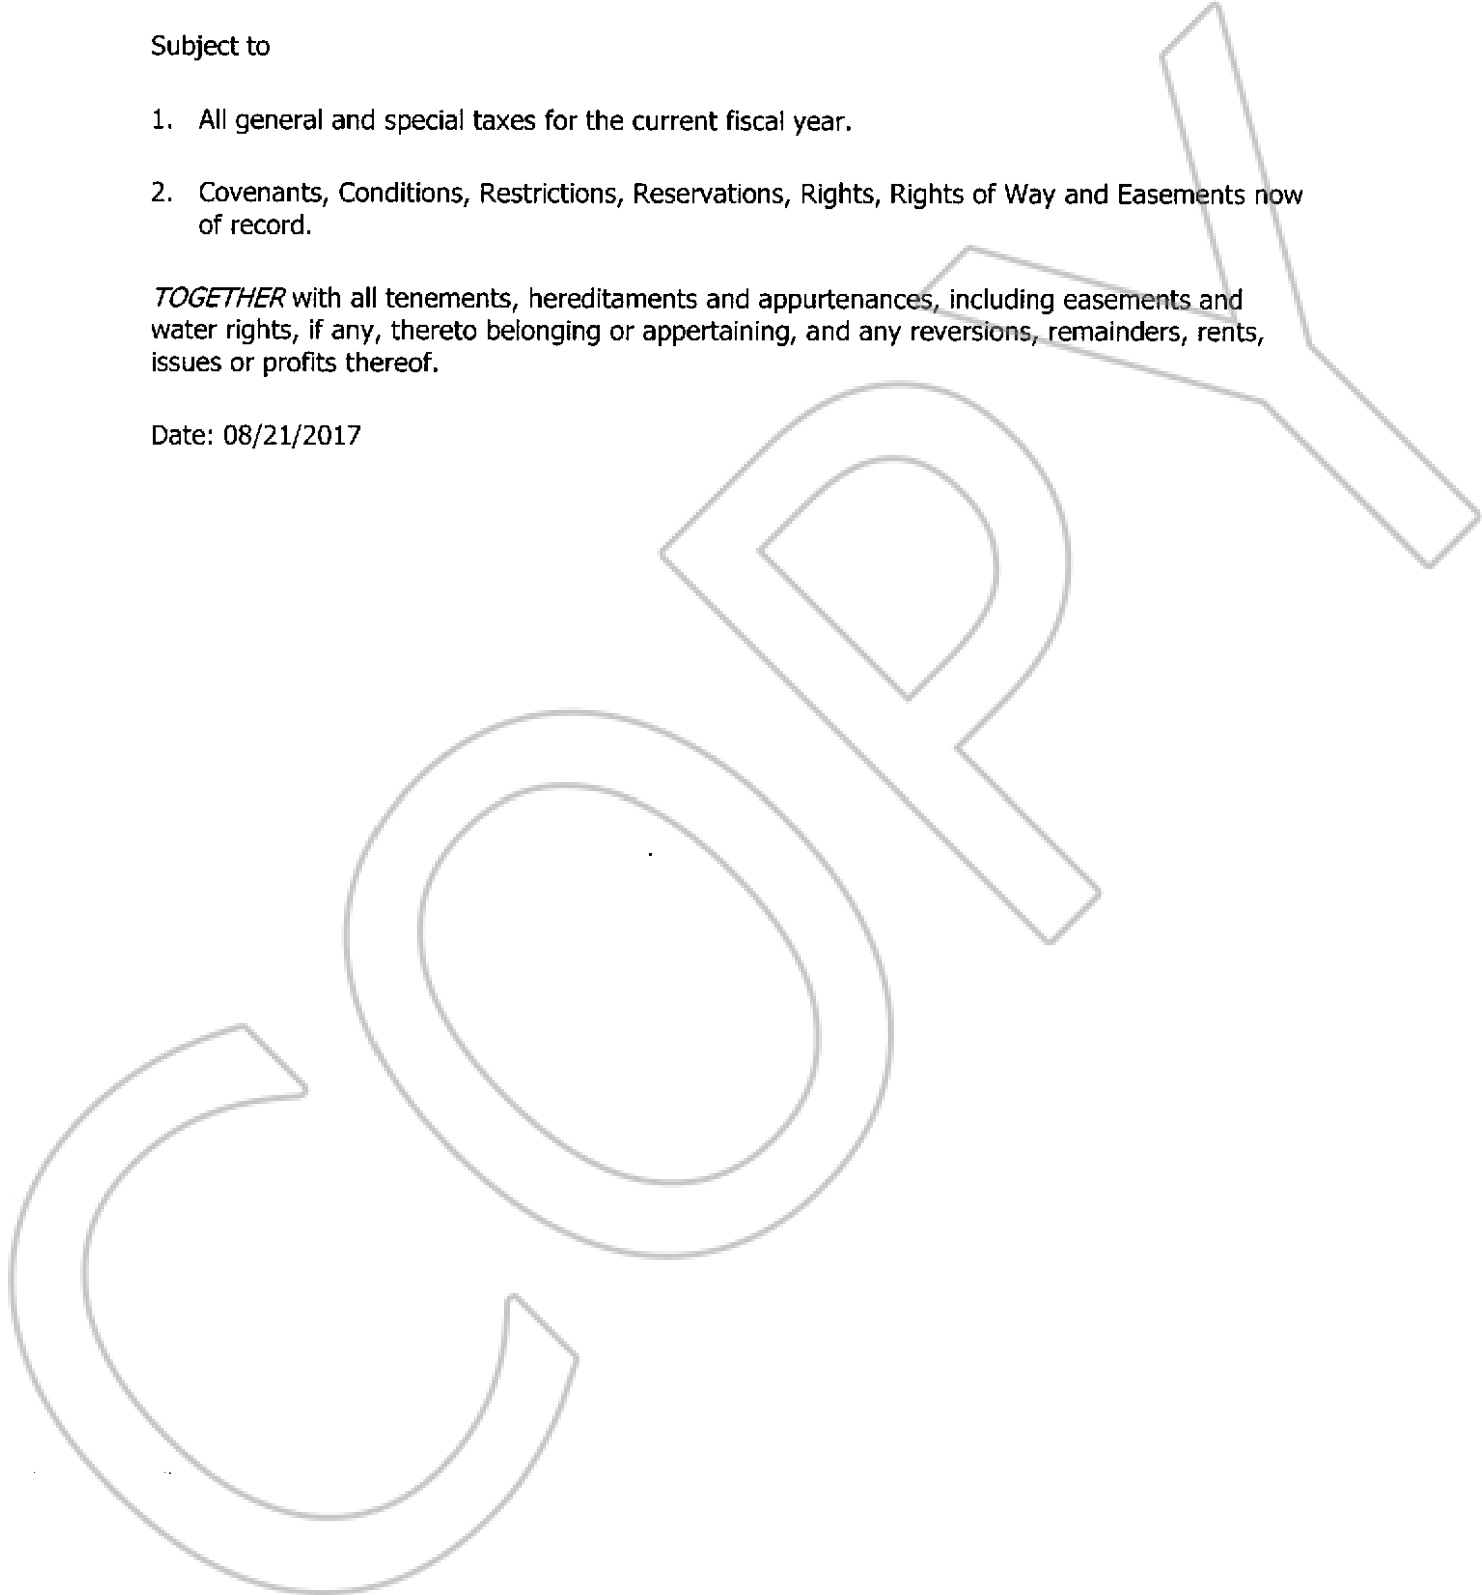 Subject to
1. All general and special taxes for the current fiscal year.
2. Covenants, Conditions, Restrictions, Reservations, Rights, Rights of Way and Easements now
of record.
TOGETHER with all tenements, hereditaments and appurtenances, including easements and
water rights, if any, thereto belonging or appertaining, and any reversions, remainders, rents,
issues or profits thereof.
Date: 08/21/2017
COPY